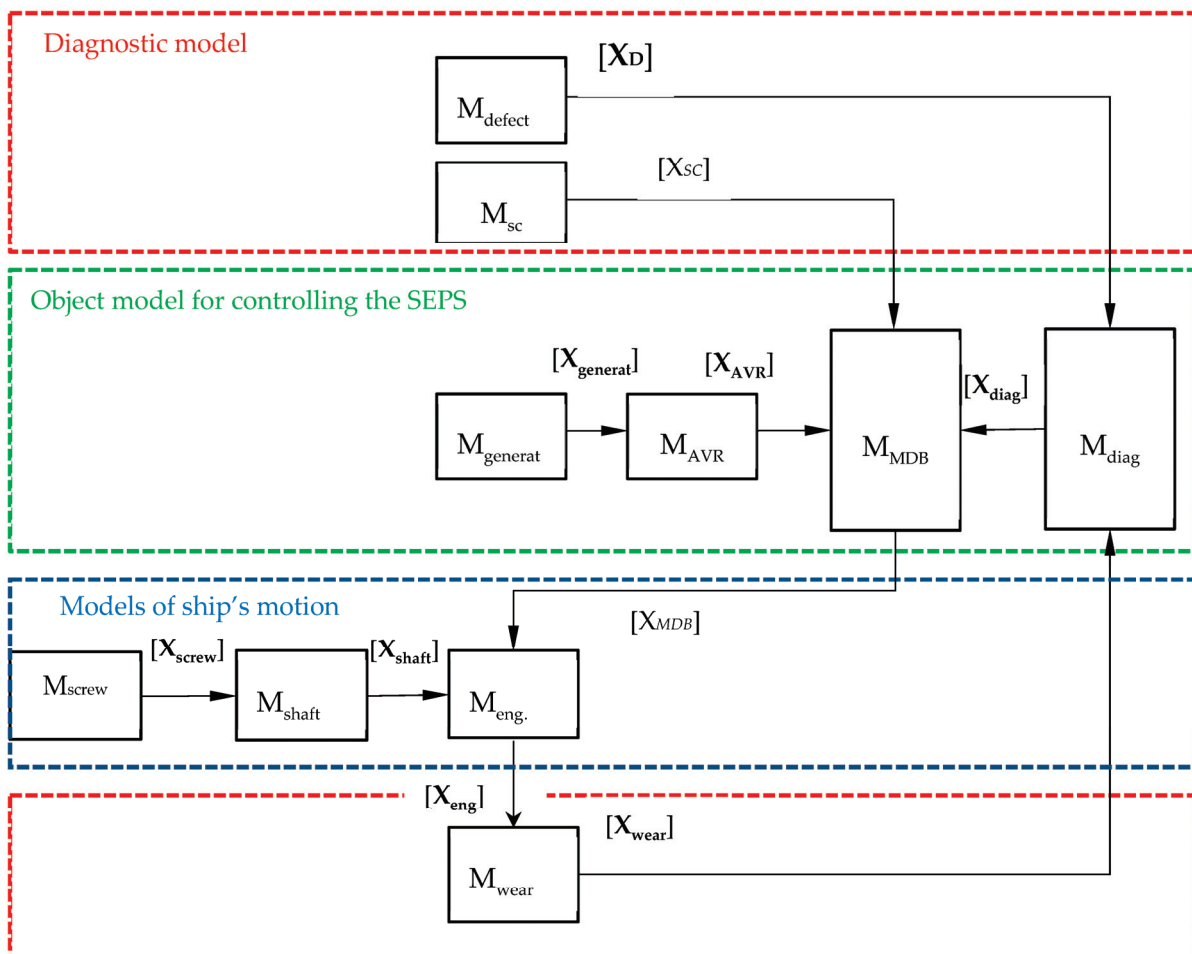 Diagnostic model
[XD]
Mdefect
[XSC]
Msc
Object model for controlling the SEPS
[Xgenerat]
[XAVR]
[Xdiag]
Mgenerat
MAVR
MMDB
Mdiag
Models of ship’s motion
[XMDB]
[Xscrew]
[Xshaft]
Mscrew
Mshaft
Meng.
[Xeng]
[Xwear]
Mwear